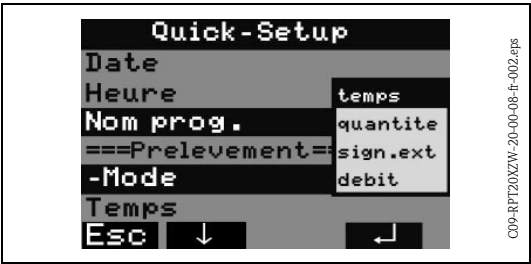 Quick-Setup
Date
Heure
temps
Nom prog.
quantite
===Prelevement=
sign.ext
-Mode
debit
Temps
Esc ↓ ↵
C09-RPT20XZW-20-00-08-fr-002.eps